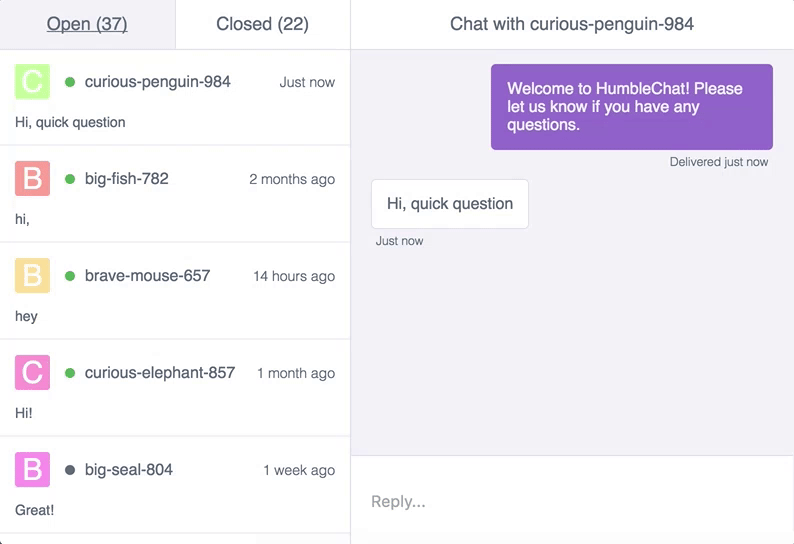 Open (37)
Closed (22)
Chat with curious-penguin-984
C
curious-penguin-984
Just now
Hi, quick question
B
big-fish-782
2 months ago
hi,
B
brave-mouse-657
14 hours ago
hey
C
curious-elephant-857
1 month ago
Hi!
B
big-seal-804
1 week ago
Great!
Welcome to HumbleChat! Please
let us know if you have any
questions.
Delivered just now
Hi, quick question
Just now
Reply...